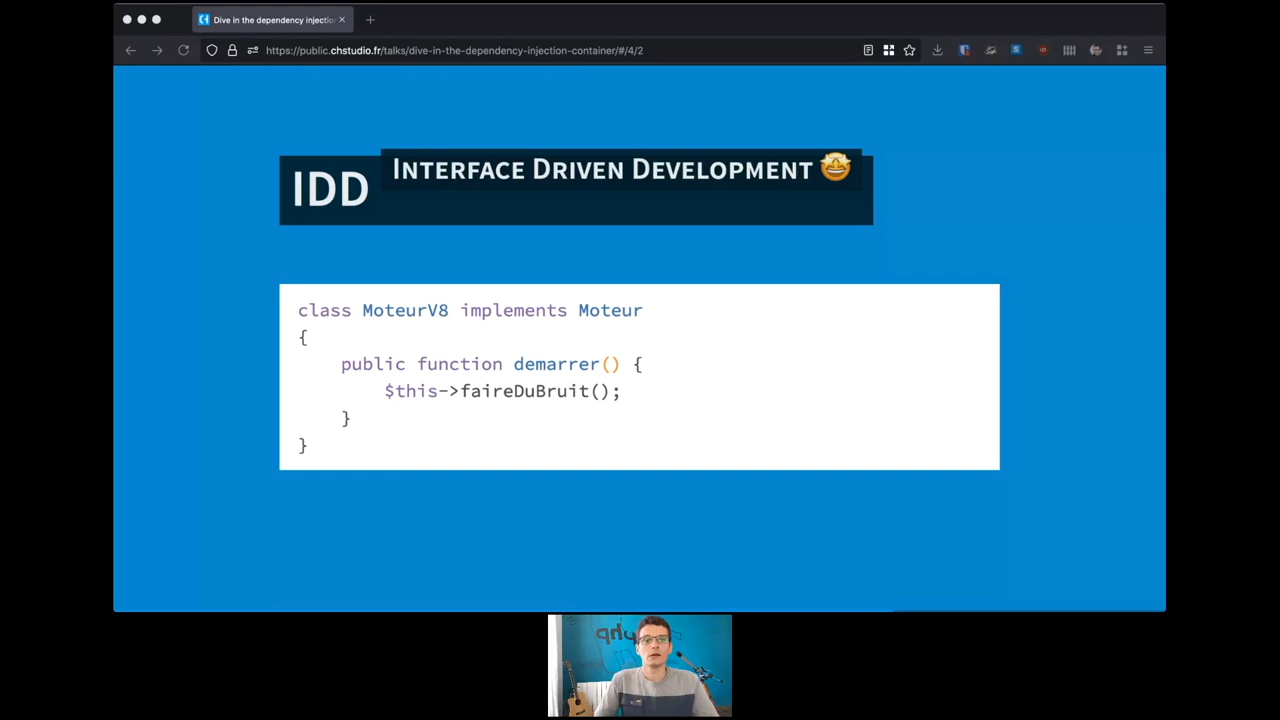 Dive in the dependency injectio
https://public.chstudio.fr/talks/dive-in-the-dependency-injection-container/#/4/2
IDD
Interface Driven Development 🤩
class MoteurV8 implements Moteur
{
    public function demarrer() {
        $this->faireDuBruit();
    }
}
php